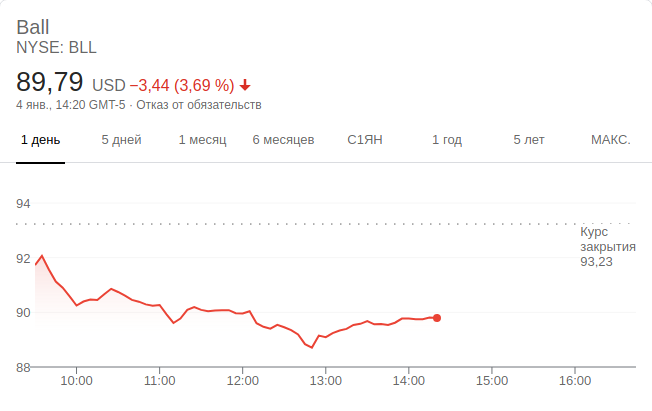 Ball
NYSE: BLL
89,79 USD −3,44 (3,69 %)
4 янв., 14:20 GMT-5 · Отказ от обязательств
1 день 5 дней 1 месяц 6 месяцев С1ЯН 1 год 5 лет МАКС.
94
Курс
закрытия
93,23
92
90
88
10:00 11:00 12:00 13:00 14:00 15:00 16:00